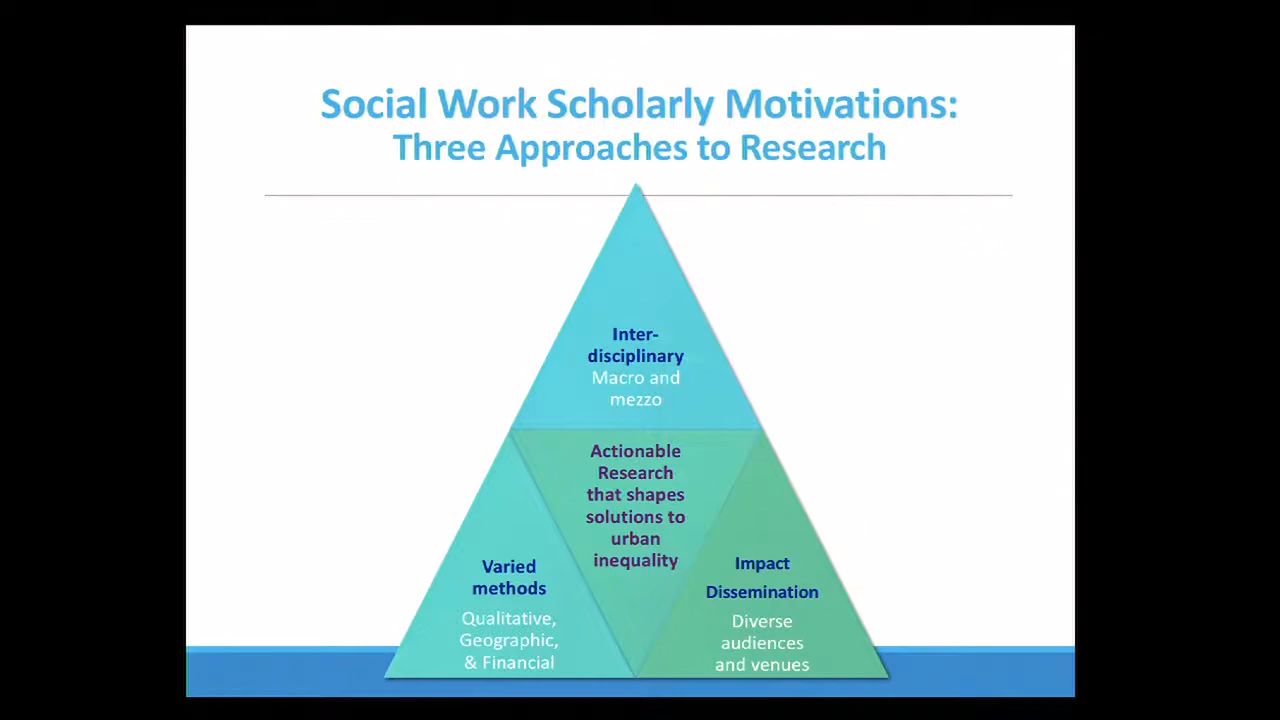 Social Work Scholarly Motivations:
Three Approaches to Research
Inter-
disciplinary
Macro and
mezzo
Actionable
Research
that shapes
solutions to
urban
inequality
Varied
methods
Qualitative,
Geographic,
& Financial
Impact
Dissemination
Diverse
audiences
and venues